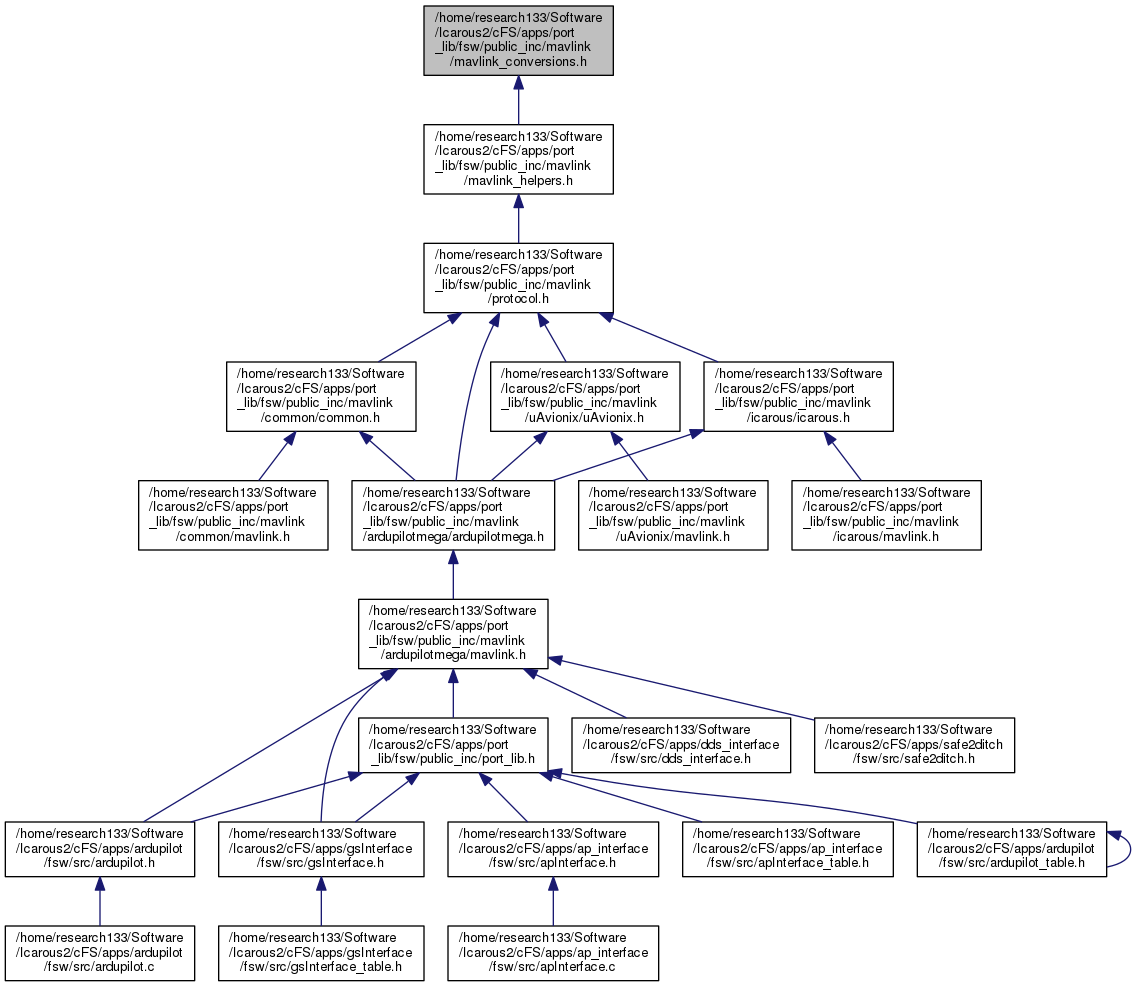 /home/research133/Software
/Icarous2/cFS/apps/port
_lib/fsw/public_inc/mavlink
/mavlink_conversions.h
/home/research133/Software
/Icarous2/cFS/apps/port
_lib/fsw/public_inc/mavlink
/mavlink_helpers.h
/home/research133/Software
/Icarous2/cFS/apps/port
_lib/fsw/public_inc/mavlink
/protocol.h
/home/research133/Software
/Icarous2/cFS/apps/port
_lib/fsw/public_inc/mavlink
/common/common.h
/home/research133/Software
/Icarous2/cFS/apps/port
_lib/fsw/public_inc/mavlink
/uAvionix/uAvionix.h
/home/research133/Software
/Icarous2/cFS/apps/port
_lib/fsw/public_inc/mavlink
/icarous/icarous.h
/home/research133/Software
/Icarous2/cFS/apps/port
_lib/fsw/public_inc/mavlink
/common/mavlink.h
/home/research133/Software
/Icarous2/cFS/apps/port
_lib/fsw/public_inc/mavlink
/ardupilotmega/ardupilotmega.h
/home/research133/Software
/Icarous2/cFS/apps/port
_lib/fsw/public_inc/mavlink
/uAvionix/mavlink.h
/home/research133/Software
/Icarous2/cFS/apps/port
_lib/fsw/public_inc/mavlink
/icarous/mavlink.h
/home/research133/Software
/Icarous2/cFS/apps/port
_lib/fsw/public_inc/mavlink
/ardupilotmega/mavlink.h
/home/research133/Software
/Icarous2/cFS/apps/port
_lib/fsw/public_inc/port_lib.h
/home/research133/Software
/Icarous2/cFS/apps/dds_interface
/fsw/src/dds_interface.h
/home/research133/Software
/Icarous2/cFS/apps/safe2ditch
/fsw/src/safe2ditch.h
/home/research133/Software
/Icarous2/cFS/apps/ardupilot
/fsw/src/ardupilot.h
/home/research133/Software
/Icarous2/cFS/apps/gsInterface
/fsw/src/gsInterface.h
/home/research133/Software
/Icarous2/cFS/apps/ap_interface
/fsw/src/apInterface.h
/home/research133/Software
/Icarous2/cFS/apps/ap_interface
/fsw/src/apInterface_table.h
/home/research133/Software
/Icarous2/cFS/apps/ardupilot
/fsw/src/ardupilot_table.h
/home/research133/Software
/Icarous2/cFS/apps/ardupilot
/fsw/src/ardupilot.c
/home/research133/Software
/Icarous2/cFS/apps/gsInterface
/fsw/src/gsInterface_table.h
/home/research133/Software
/Icarous2/cFS/apps/ap_interface
/fsw/src/apInterface.c